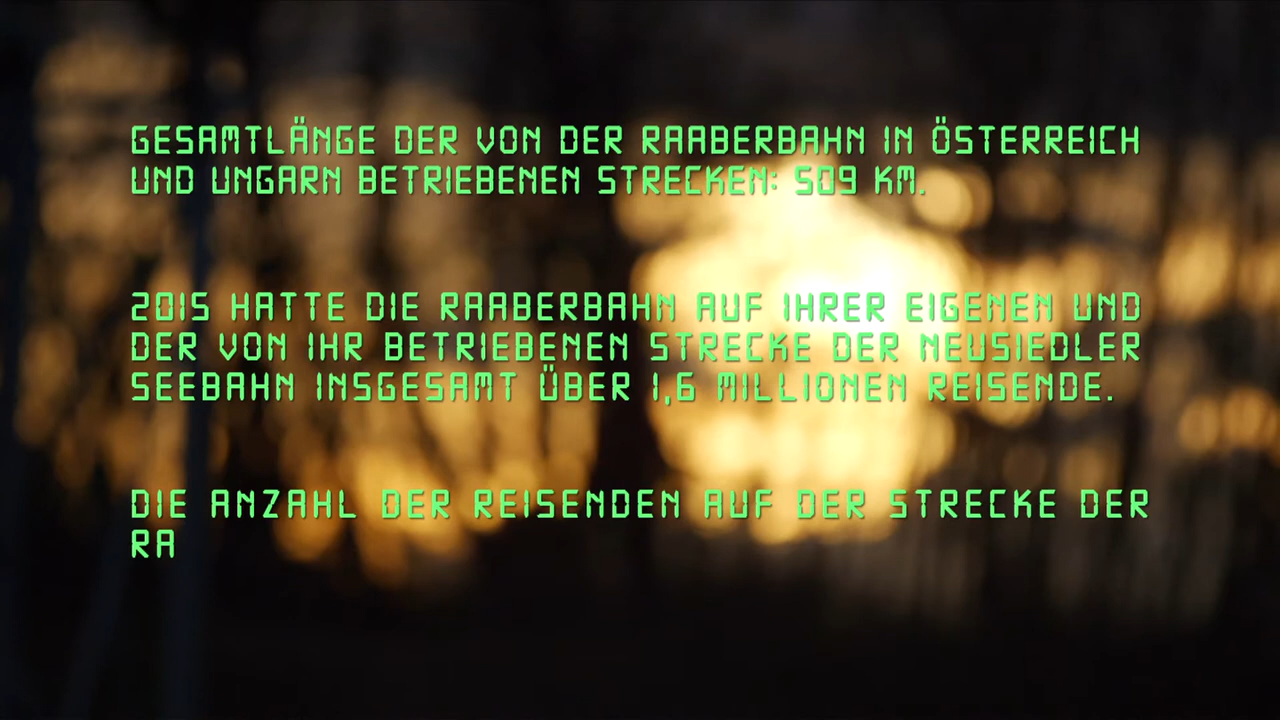 GESAMTLÄNGE DER VON DER RAABERBAHN IN ÖSTERREICH
UND UNGARN BETRIEBENEN STRECKEN: 509 KM.
2015 HATTE DIE RAABERBAHN AUF IHRER EIGENEN UND
DER VON IHR BETRIEBENEN STRECKE DER NEUSIEDLER
SEEBAHN INSGESAMT ÜBER 1,6 MILLIONEN REISENDE.
DIE ANZAHL DER REISENDEN AUF DER STRECKE DER
RA